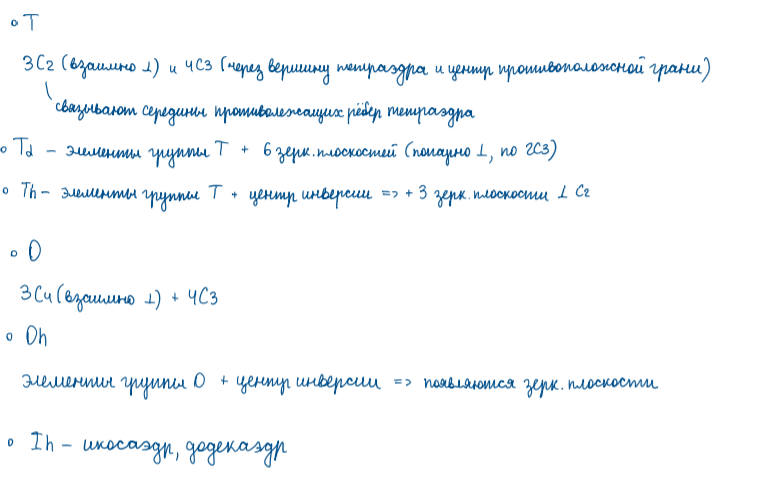 ∘ T
3C2 (взаимно ⊥) и 4C3 (через вершину тетраэдра и центр противоположной грани)
связывают середины противолежащих рёбер тетраэдра
∘ Td – элементы группы T + 6 зерк. плоскостей (попарно ⊥, по 2C3)
∘ Th – элементы группы T + центр инверсии => + 3 зерк. плоскости ⊥ C2
∘ O
3C4 (взаимно ⊥) + 4C3
∘ Oh
элементы группы O + центр инверсии => появляются зерк. плоскости
∘ Ih – икосаэдр, додекаэдр